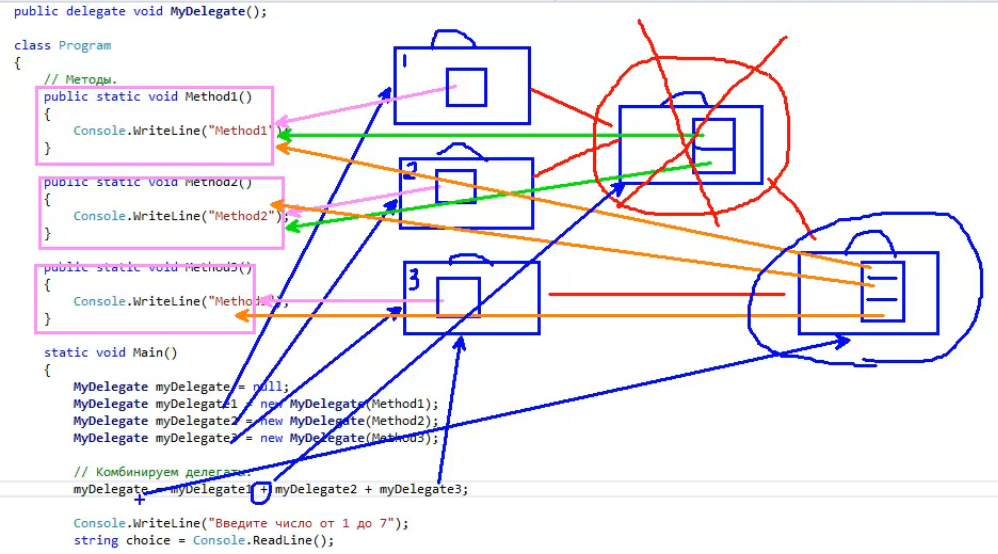 public delegate void MyDelegate();
class Program
{
// Методы.
public static void Method1()
{
Console.WriteLine("Method1");
}
public static void Method2()
{
Console.WriteLine("Method2");
}
public static void Method3()
{
Console.WriteLine("Method
}
static void Main()
{
MyDelegate myDelegate = null;
MyDelegate myDelegate1 = new MyDelegate(Method1);
MyDelegate myDelegate2 = new MyDelegate(Method2);
MyDelegate myDelegate3 = new MyDelegate(Method3);
// Комбинируем делегаты.
myDelegate = myDelegate1 + myDelegate2 + myDelegate3;
Console.WriteLine("Введите число от 1 до 7");
string choice = Console.ReadLine();
1
2
3